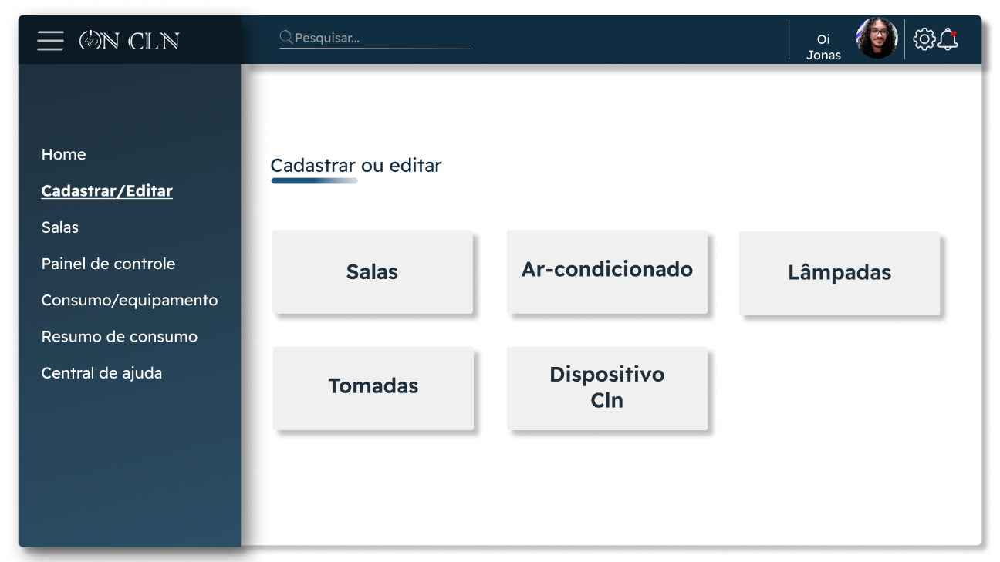 ON CLN
Pesquisar...
Oi
Jonas
Home
Cadastrar/Editar
Salas
Painel de controle
Consumo/equipamento
Resumo de consumo
Central de ajuda
Cadastrar ou editar
Salas
Ar-condicionado
Lâmpadas
Tomadas
Dispositivo
Cln